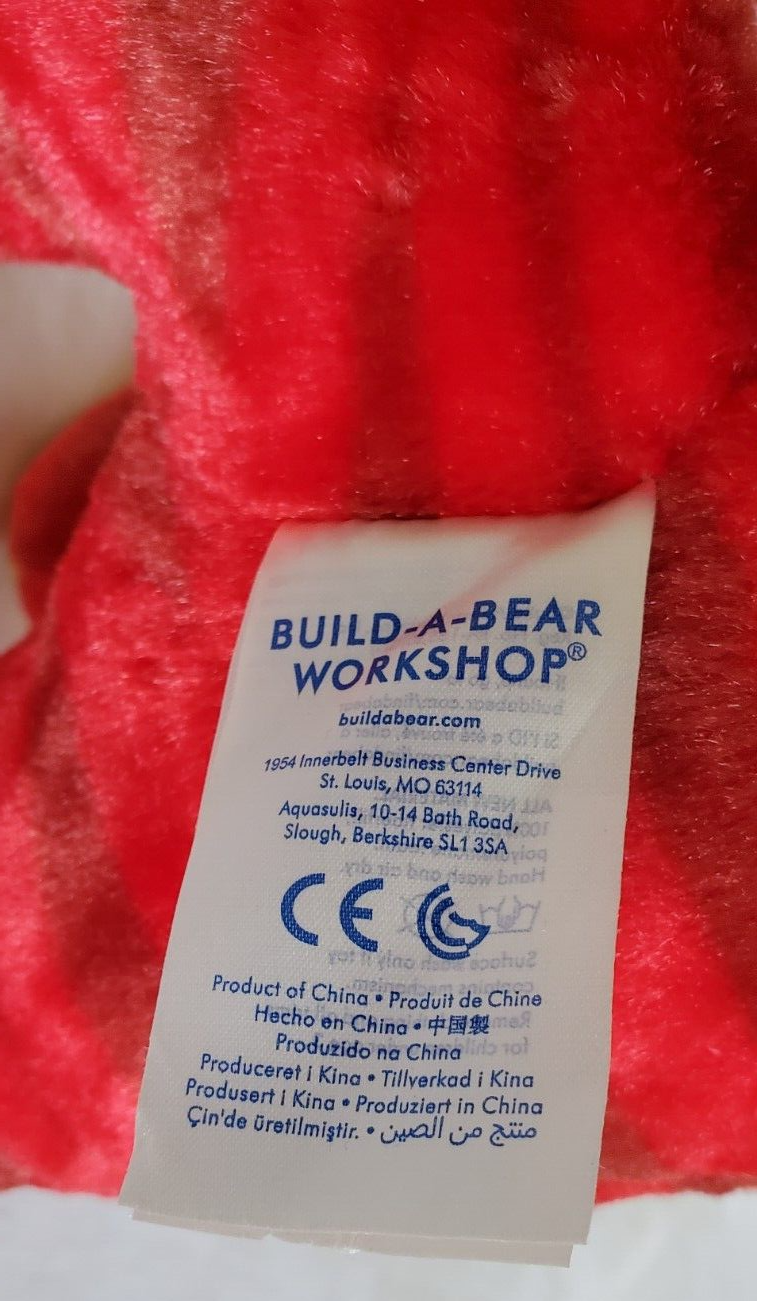 BUILD-A-BEAR
WORKSHOP®
buildabear.com
1954 Innerbelt Business Center Drive
St. Louis, MO 63114
Aquasulis, 10-14 Bath Road,
Slough, Berkshire SL1 3SA
CE
Product of China • Produit de Chine
Hecho en China • 中国製
Produzido na China
Produceret i Kina • Tillverkad i Kina
Produsert i Kina • Produziert in China
Çin'de üretilmiştir. • منتج من الصين